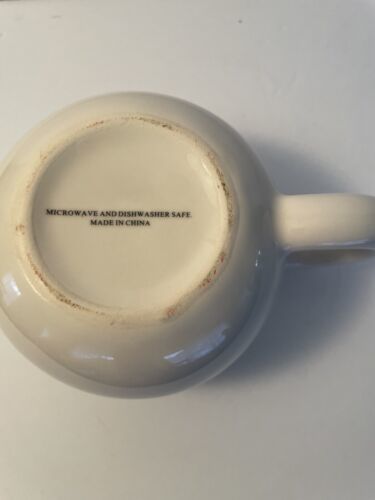 MICROWAVE AND DISHWASHER SAFE.
MADE IN CHINA